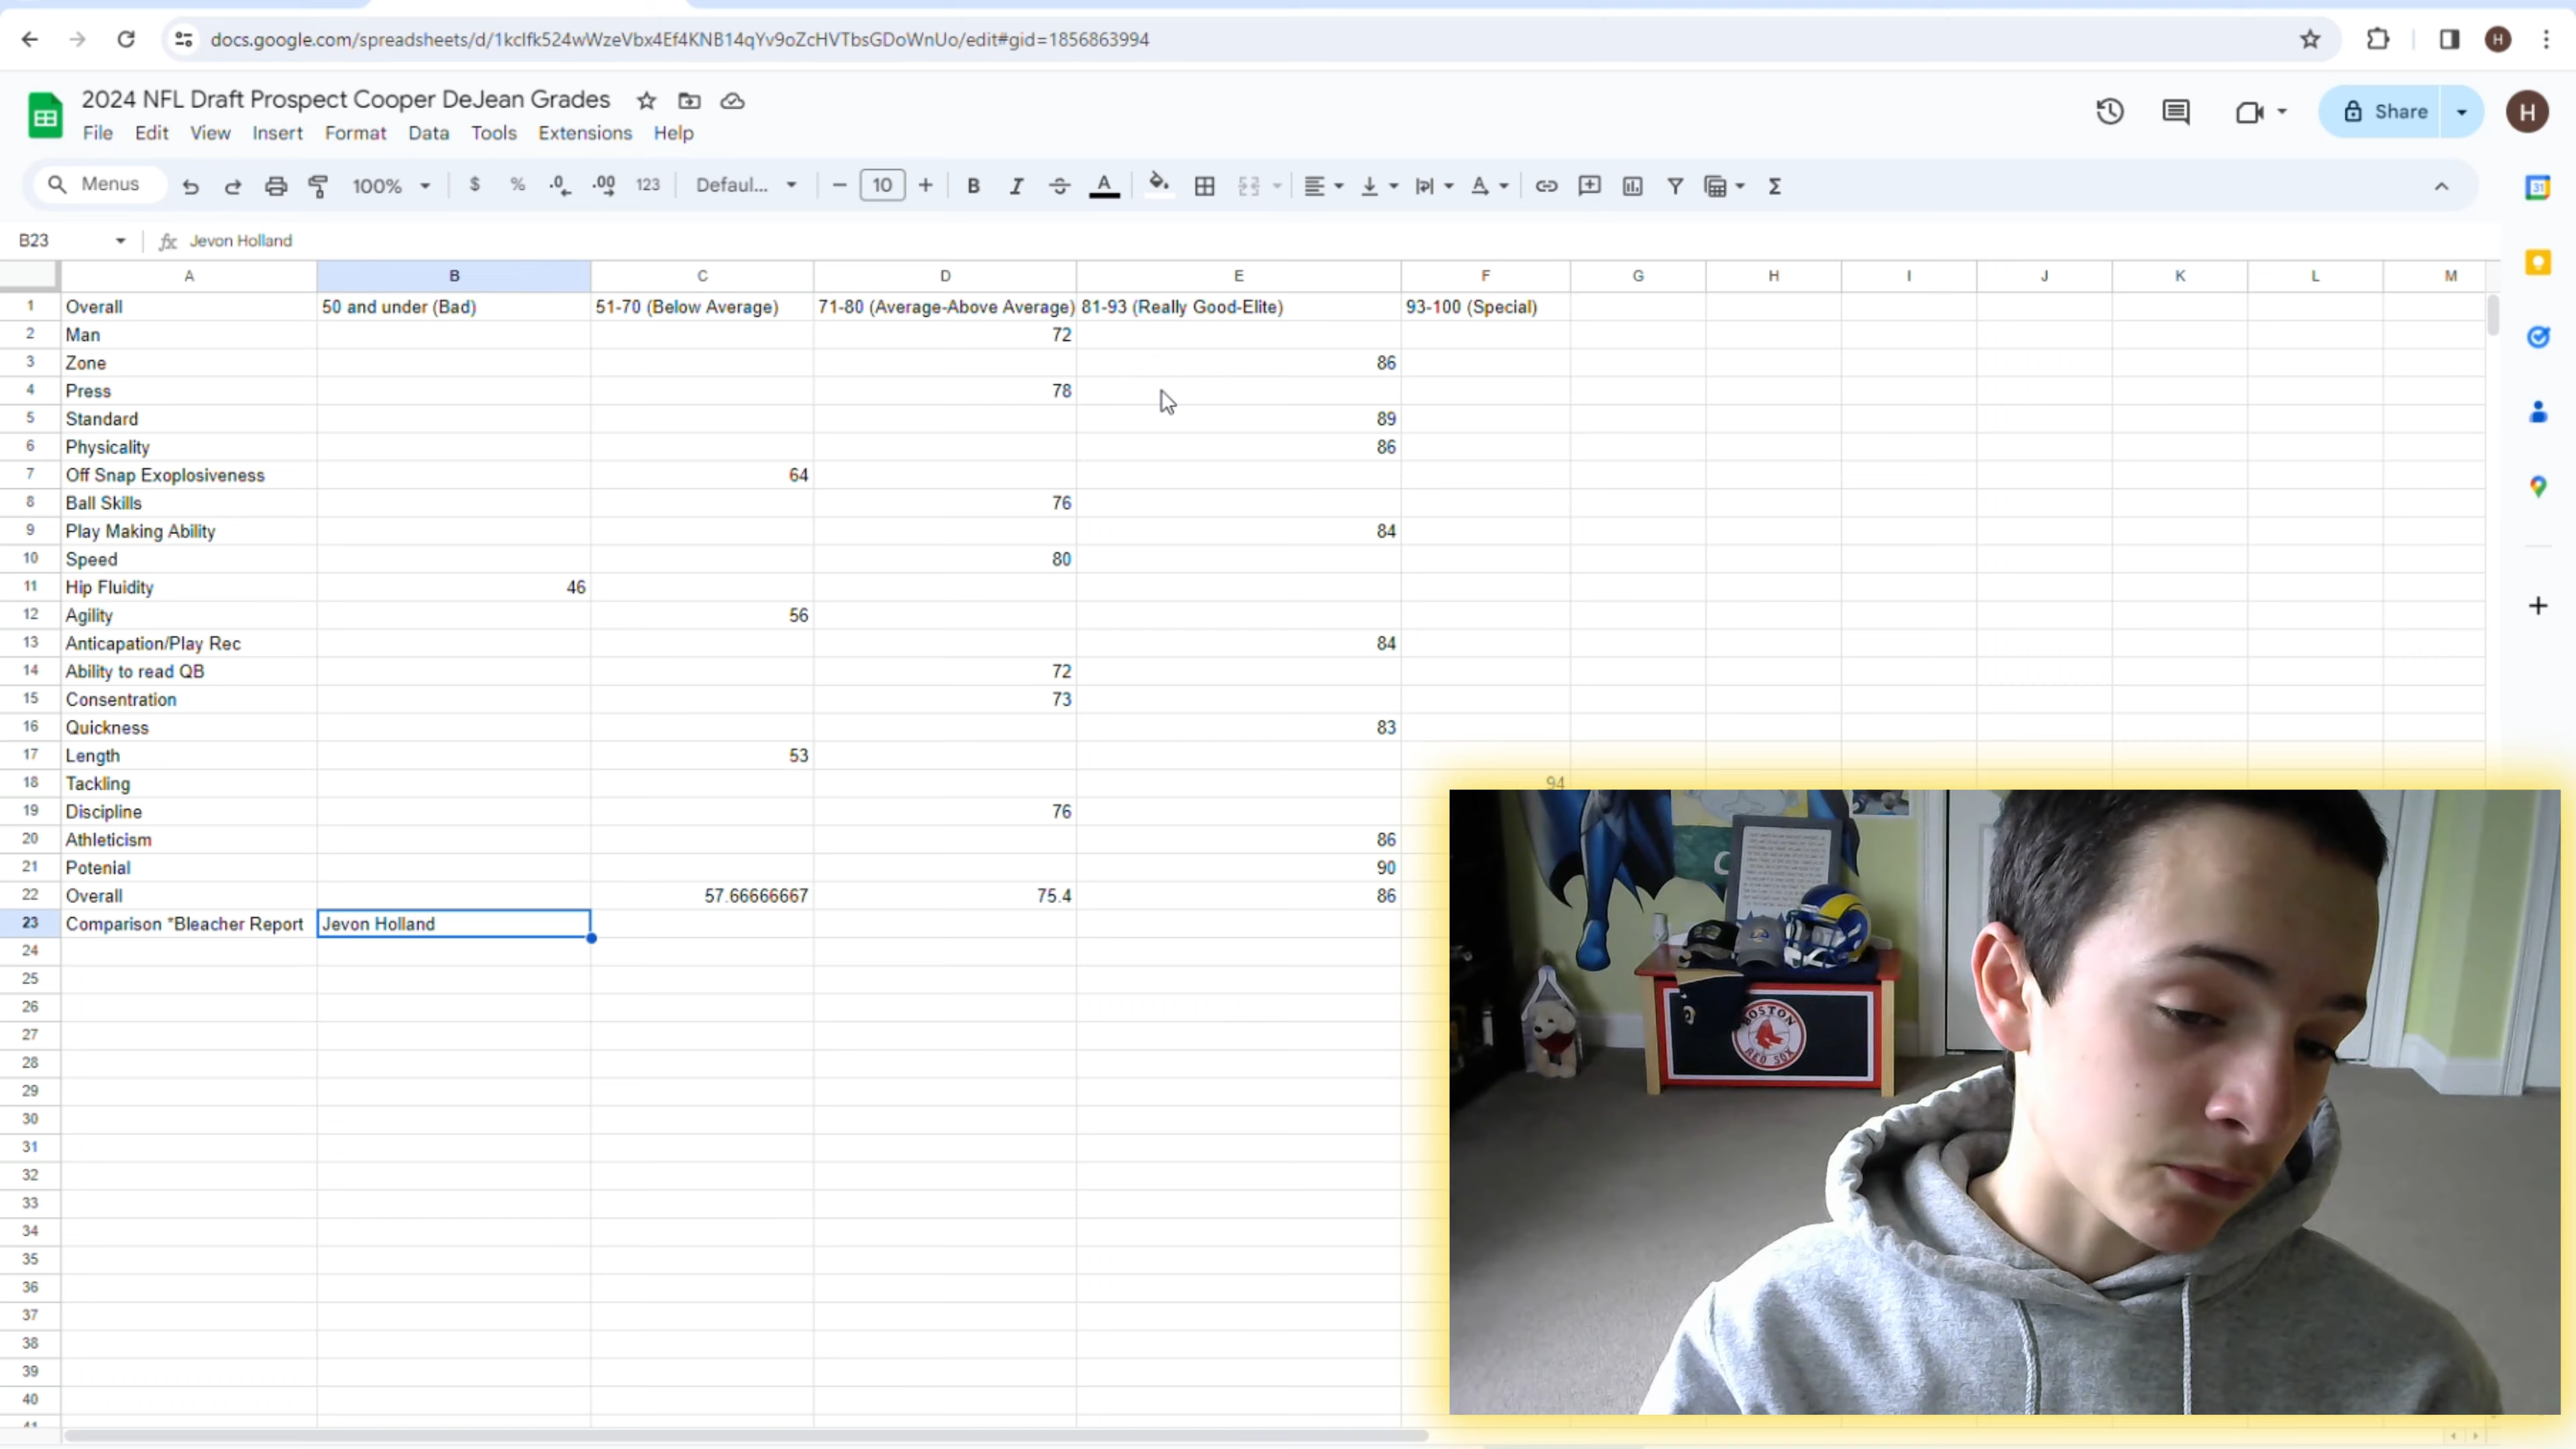 docs.google.com/spreadsheets/d/1kclfk524wWzeVbx4Ef4KNB14qYv9oZcHVTbsGDoWnUo/edit#gid=1856863994
H
2024 NFL Draft Prospect Cooper DeJean Grades
File Edit View Insert Format Data Tools Extensions Help
Share
H
Menus 100% $ % .0 .00 123 Defaul... 10 B I A A Σ
31
B23 fx Jevon Holland
A B C D E F G H I J K L M
1 Overall 50 and under (Bad) 51-70 (Below Average) 71-80 (Average-Above Average) 81-93 (Really Good-Elite) 93-100 (Special)
2 Man 72
3 Zone 86
4 Press 78
5 Standard 89
6 Physicality 86
7 Off Snap Exoplosiveness 64
8 Ball Skills 76
9 Play Making Ability 84
10 Speed 80
11 Hip Fluidity 46
12 Agility 56
13 Anticapation/Play Rec 84
14 Ability to read QB 72
15 Consentration 73
16 Quickness 83
17 Length 53
18 Tackling 94
19 Discipline 76
20 Athleticism 86
21 Potenial 90
22 Overall 57.66666667 75.4 86
23 Comparison *Bleacher Report Jevon Holland
24
25
26
27
28
29
30
31
32
33
34
35
36
37
38
39
40
41
BOSTON
RED SOX